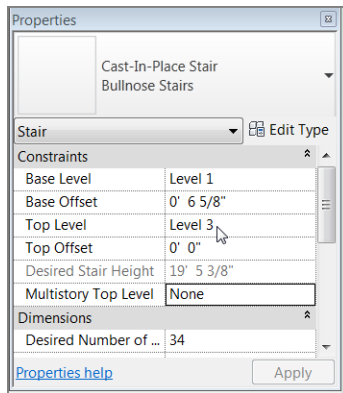 Properties
Cast-In-Place Stair
Bullnose Stairs
Stair Edit Type
Constraints
Base Level Level 1
Base Offset 0' 6 5/8"
Top Level Level 3
Top Offset 0' 0"
Desired Stair Height 19' 5 3/8"
Multistory Top Level None
Dimensions
Desired Number of ... 34
Properties help Apply